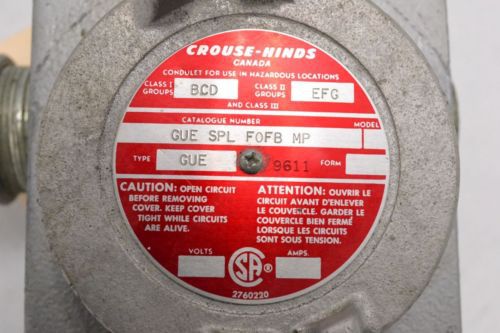 CROUSE-HINDS
CANADA
CONDULET FOR USE IN HAZARDOUS LOCATIONS
CLASS I GROUPS BCD CLASS II GROUPS EFG
AND CLASS III
CATALOGUE NUMBER MODEL
GUE SPL FOFB MP
TYPE GUE 9611 FORM
CAUTION: OPEN CIRCUIT
BEFORE REMOVING
COVER. KEEP COVER
TIGHT WHILE CIRCUITS
ARE ALIVE.
ATTENTION: OUVRIR LE
CIRCUIT AVANT D'ENLEVER
LE COUVERCLE. GARDER LE
COUVERCLE BIEN FERMÉ
LORSQUE LES CIRCUITS
SONT SOUS TENSION.
VOLTS AMPS.
SA ®
2760220